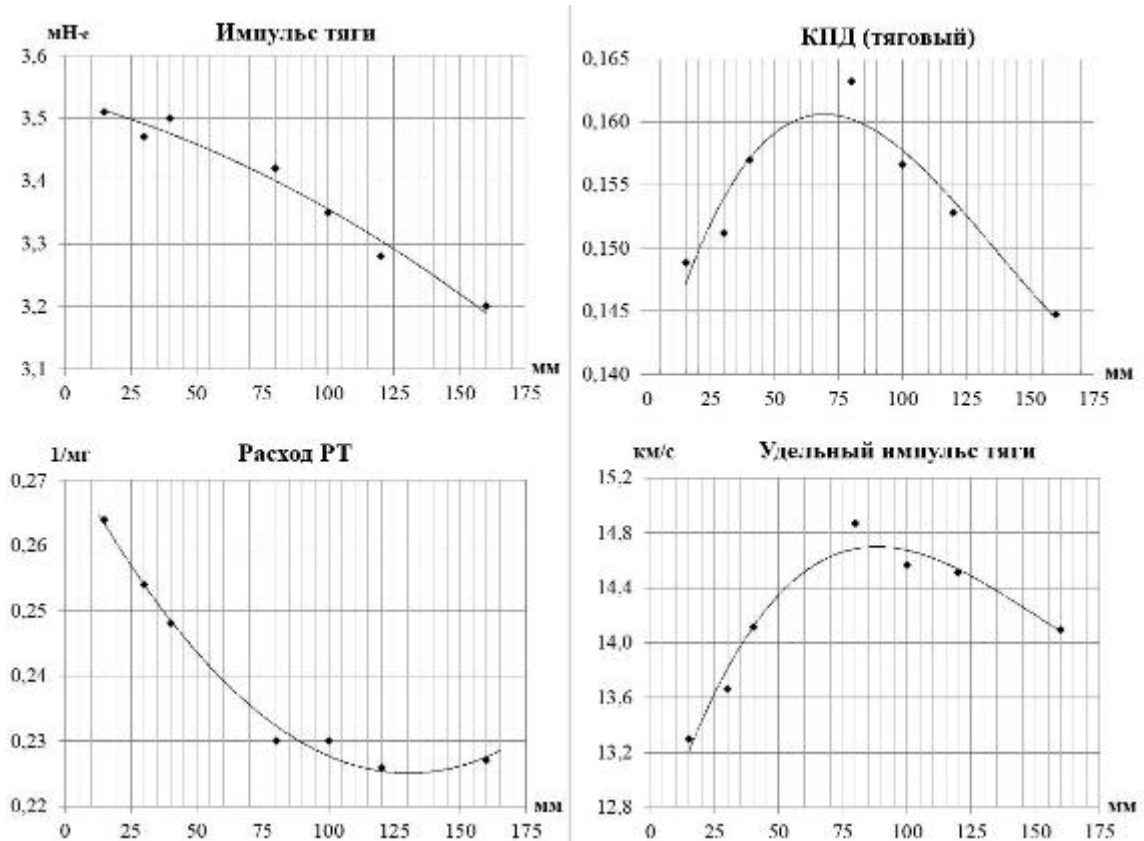 мН-с
Импульс тяги
3,6
3,5
3,4
3,3
3,2
3,1
0 25 50 75 100 125 150 175
мм
КПД (тяговый)
0,165
0,160
0,155
0,150
0,145
0,140
0 25 50 75 100 125 150 175
мм
1/мг
Расход РТ
0,27
0,26
0,25
0,24
0,23
0,22
0 25 50 75 100 125 150 175
мм
км/с
Удельный импульс тяги
15,2
14,8
14,4
14,0
13,6
13,2
12,8
0 25 50 75 100 125 150 175
мм